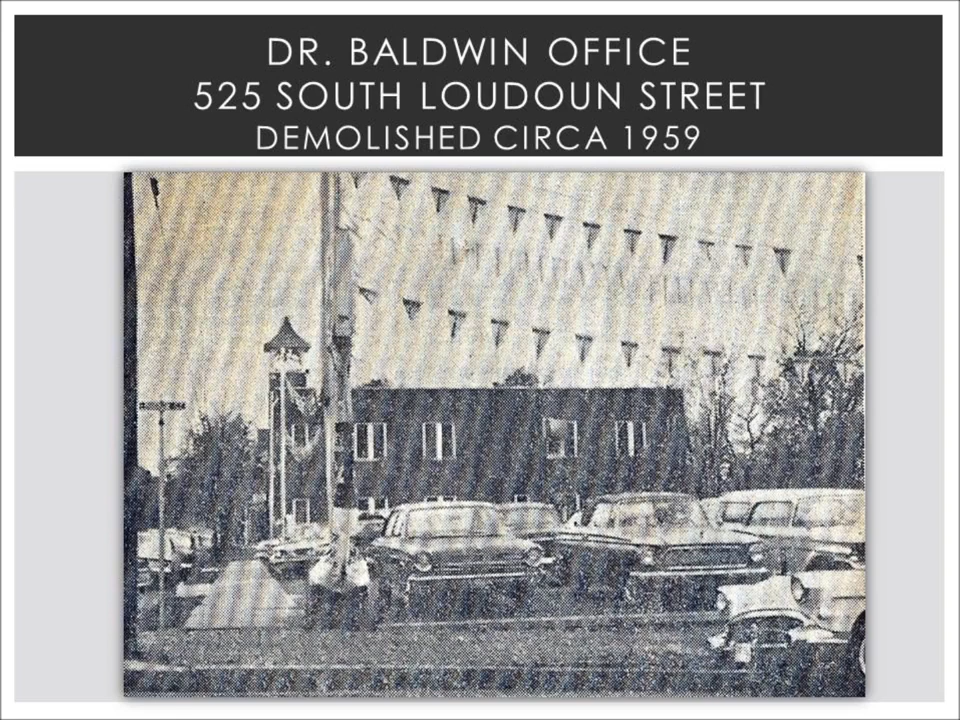 DR. BALDWIN OFFICE
525 SOUTH LOUDOUN STREET
DEMOLISHED CIRCA 1959